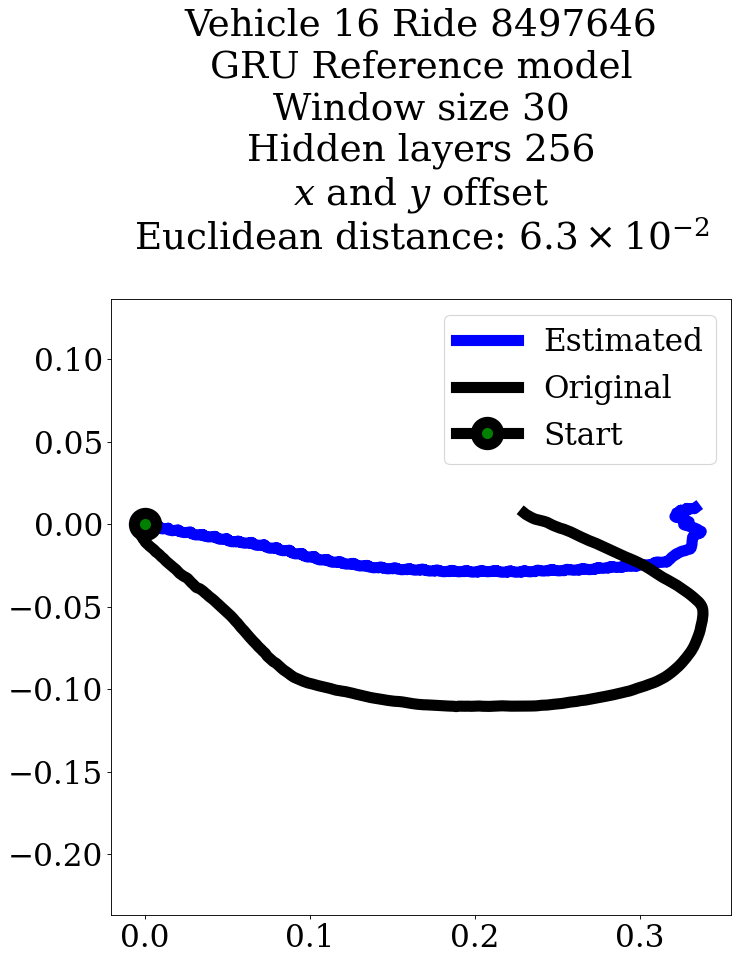 Vehicle 16 Ride 8497646
GRU Reference model
Window size 30
Hidden layers 256
x and y offset
Euclidean distance: 6.3 × 10⁻²
Estimated
Original
Start
0.10
0.05
0.00
−0.05
−0.10
−0.15
−0.20
0.0 0.1 0.2 0.3